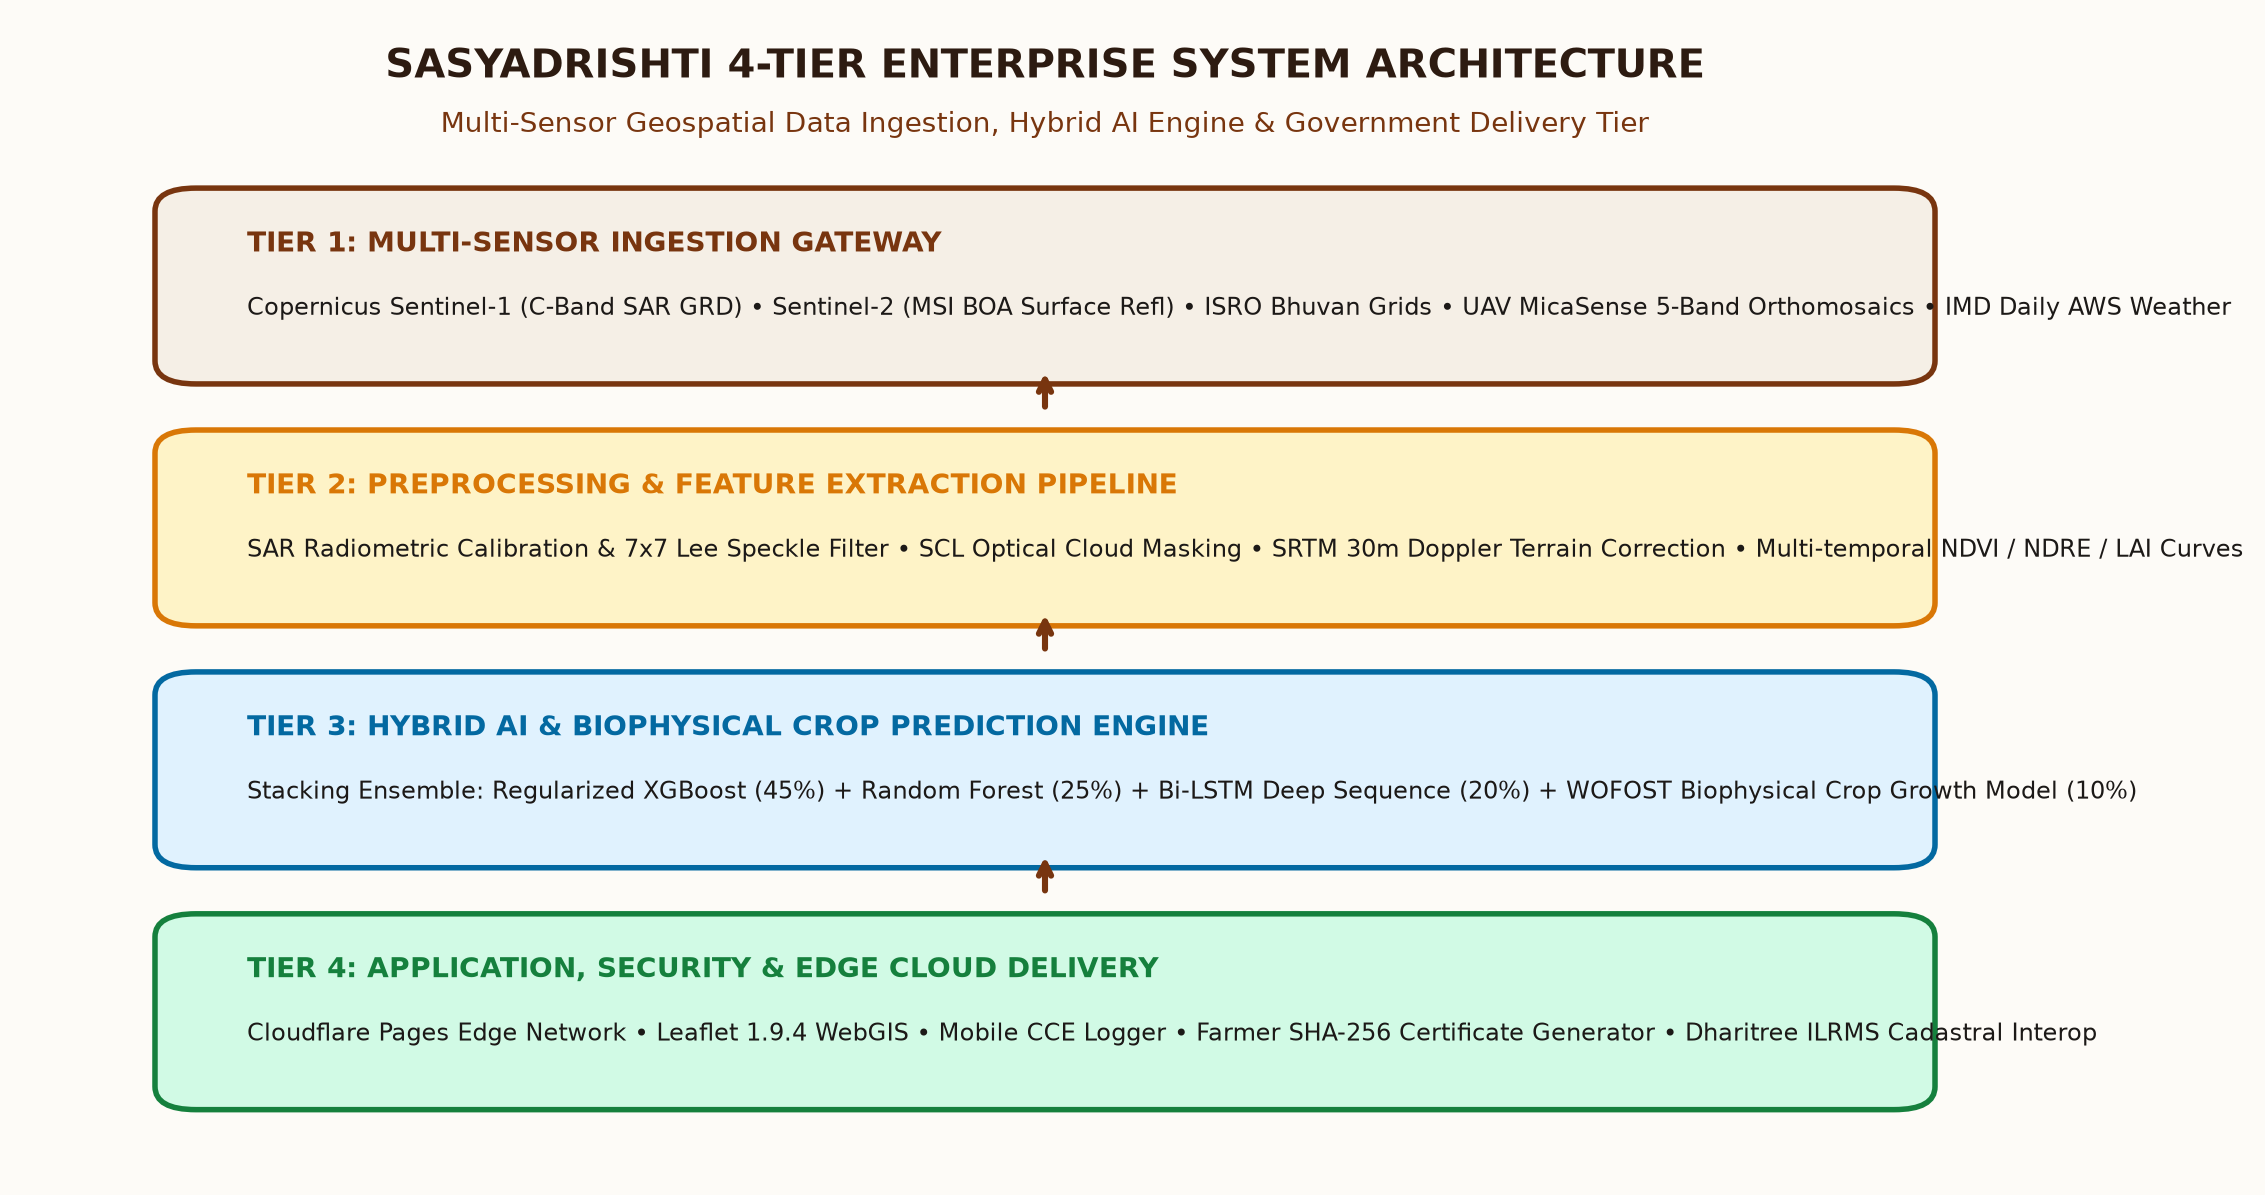 SASYADRISHTI 4-TIER ENTERPRISE SYSTEM ARCHITECTURE
Multi-Sensor Geospatial Data Ingestion, Hybrid AI Engine & Government Delivery Tier
TIER 1: MULTI-SENSOR INGESTION GATEWAY
Copernicus Sentinel-1 (C-Band SAR GRD) • Sentinel-2 (MSI BOA Surface Refl) • ISRO Bhuvan Grids • UAV MicaSense 5-Band Orthomosaics • IMD Daily AWS Weather
TIER 2: PREPROCESSING & FEATURE EXTRACTION PIPELINE
SAR Radiometric Calibration & 7x7 Lee Speckle Filter • SCL Optical Cloud Masking • SRTM 30m Doppler Terrain Correction • Multi-temporal NDVI / NDRE / LAI Curves
TIER 3: HYBRID AI & BIOPHYSICAL CROP PREDICTION ENGINE
Stacking Ensemble: Regularized XGBoost (45%) + Random Forest (25%) + Bi-LSTM Deep Sequence (20%) + WOFOST Biophysical Crop Growth Model (10%)
TIER 4: APPLICATION, SECURITY & EDGE CLOUD DELIVERY
Cloudflare Pages Edge Network • Leaflet 1.9.4 WebGIS • Mobile CCE Logger • Farmer SHA-256 Certificate Generator • Dharitree ILRMS Cadastral Interop